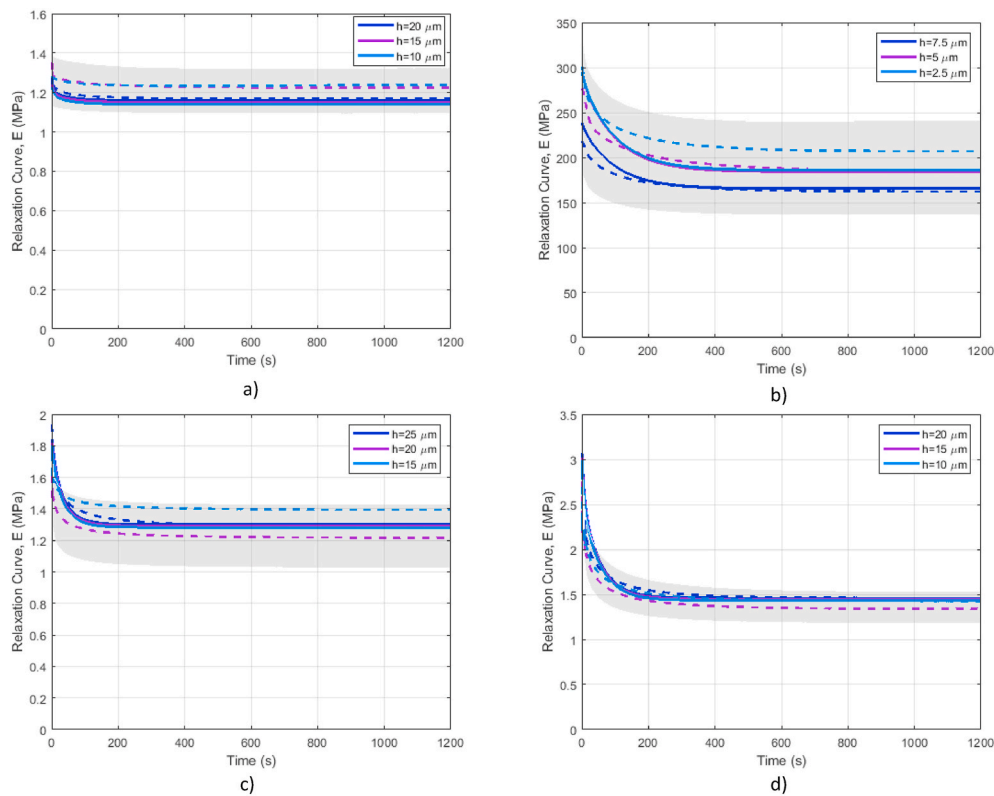 1.6
1.4
1.2
1
0.8
0.6
0.4
0.2
0
Relaxation Curve, E (MPa)
h=20 μm
h=15 μm
h=10 μm
0 200 400 600 800 1000 1200
Time (s)
a)
350
300
250
200
150
100
50
0
Relaxation Curve, E (MPa)
h=7.5 μm
h=5 μm
h=2.5 μm
0 200 400 600 800 1000 1200
Time (s)
b)
2
1.8
1.6
1.4
1.2
1
0.8
0.6
0.4
0.2
0
Relaxation Curve, E (MPa)
h=25 μm
h=20 μm
h=15 μm
0 200 400 600 800 1000 1200
Time (s)
c)
3.5
3
2.5
2
1.5
1
0.5
0
Relaxation Curve, E (MPa)
h=20 μm
h=15 μm
h=10 μm
0 200 400 600 800 1000 1200
Time (s)
d)